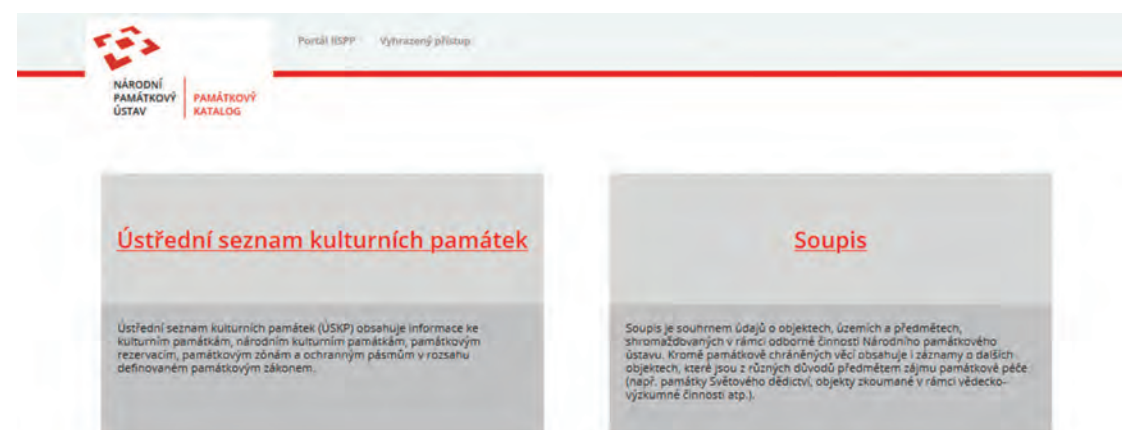 Portál IISPP Vyhrazený přístup
NÁRODNÍ
PAMÁTKOVÝ
ÚSTAV
PAMÁTKOVÝ
KATALOG
Ústřední seznam kulturních památek
Ústřední seznam kulturních památek (ÚSKP) obsahuje informace ke
kulturním památkám, národním kulturním památkám, památkovým
rezervacím, památkovým zónám a ochranným pásmům v rozsahu
definovaném památkovým zákonem.
Soupis
Soupis je souhrnem údajů o objektech, územích a předmětech,
shromažďovaných v rámci odborné činnosti Národního památkového
ústavu. Kromě památkově chráněných věcí obsahuje i záznamy o dalších
objektech, které jsou z různých důvodů předmětem zájmu památkové péče
(např. památky Světového dědictví, objekty zkoumané v rámci vědecko-
výzkumné činnosti atp.).